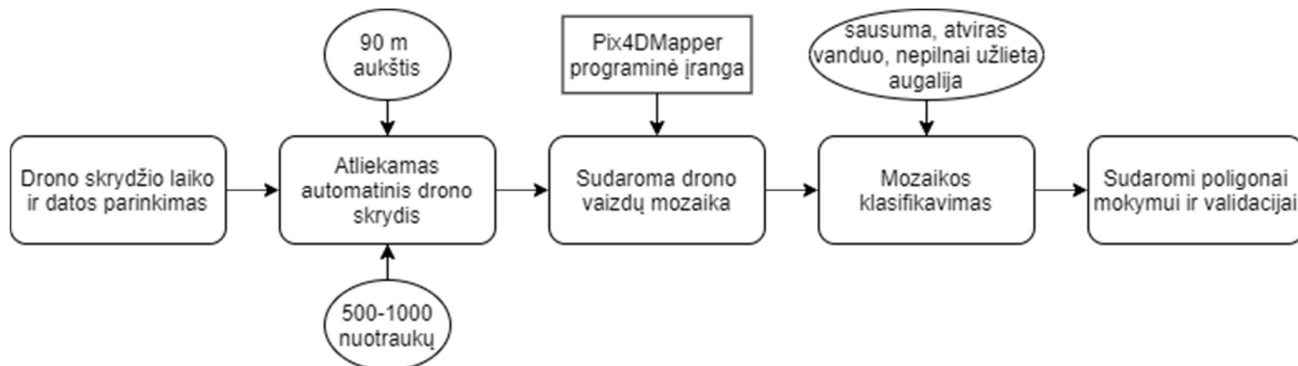 90 m
aukštis
Pix4DMapper
programinė įranga
sausuma, atviras
vanduo, nepilnai užlieta
augalija
Drono skrydžio laiko
ir datos parinkimas
Atliekamas
automatinis drono
skrydis
Sudaroma drono
vaizdų mozaika
Mozaikos
klasifikavimas
Sudaromi poligonai
mokymui ir validacijai
500-1000
nuotraukų